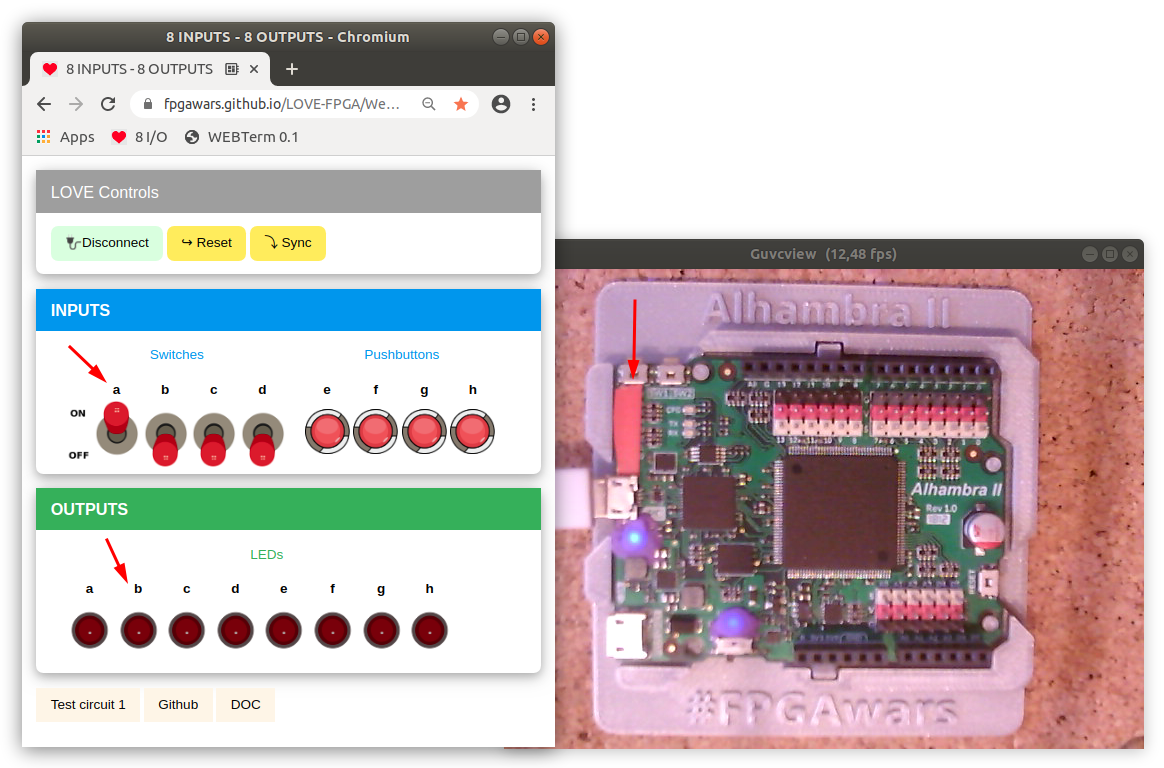 8 INPUTS - 8 OUTPUTS - Chromium
8 INPUTS - 8 OUTPUTS
fpgawars.github.io/LOVE-FPGA/We…
Apps 8 I/O WEBTerm 0.1
LOVE Controls
Disconnect Reset Sync
INPUTS
Switches Pushbuttons
a b c d e f g h
ON
OFF
OUTPUTS
LEDs
a b c d e f g h
Test circuit 1 Github DOC
Guvcview (12,48 fps)
Alhambra II
Alhambra II
Rev 1.0
RESET
#FPGAwars